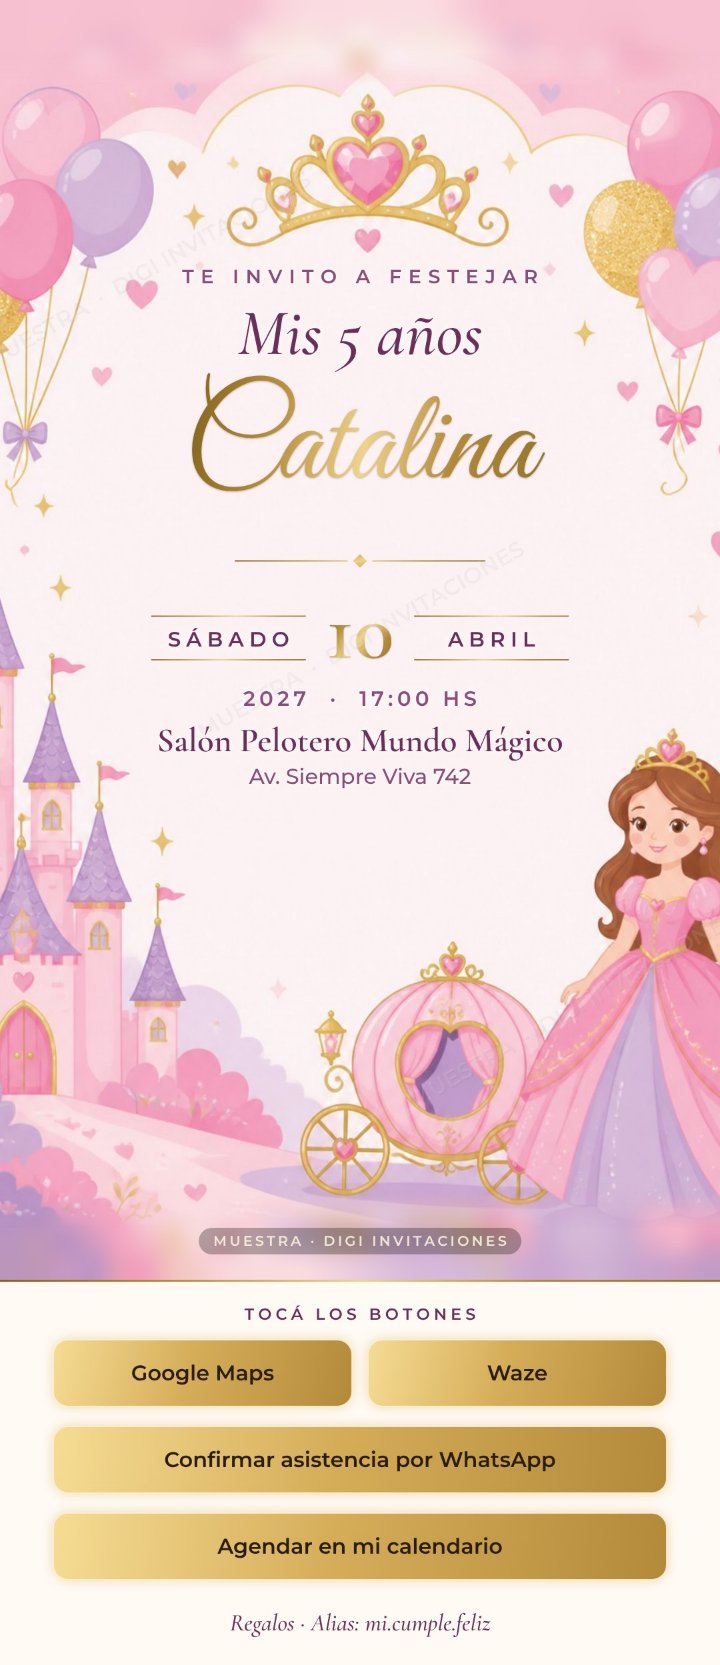 TE INVITO A FESTEJAR
Mis 5 años
Catalina
SÁBADO 10 ABRIL
2027 · 17:00 HS
Salón Pelotero Mundo Mágico
Av. Siempre Viva 742
MUESTRA · DIGI INVITACIONES
TOCÁ LOS BOTONES
Google Maps Waze
Confirmar asistencia por WhatsApp
Agendar en mi calendario
Regalos · Alias: mi.cumple.feliz